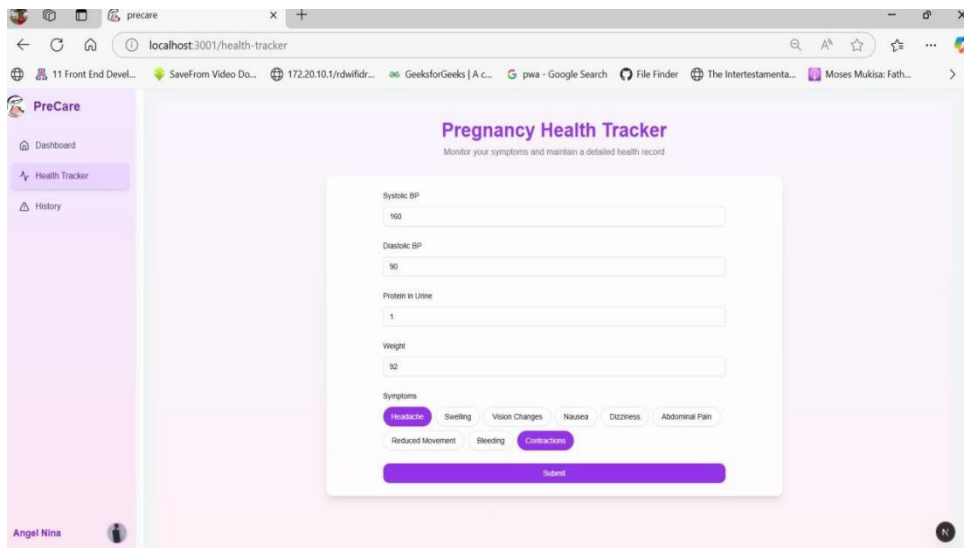 precare
localhost:3001/health-tracker
11 Front End Devel...
SaveFrom Video Do...
172.20.10.1/rdwifidr...
GeeksforGeeks | A c...
pwa - Google Search
File Finder
The Intertestamenta...
Moses Mukisa: Fath...
PreCare
Dashboard
Health Tracker
History
Pregnancy Health Tracker
Monitor your symptoms and maintain a detailed health record
Systolic BP
160
Diastolic BP
90
Protein in Urine
1
Weight
92
Symptoms
Headache Swelling Vision Changes Nausea Dizziness Abdominal Pain
Reduced Movement Bleeding Contractions
Submit
Angel Nina
N